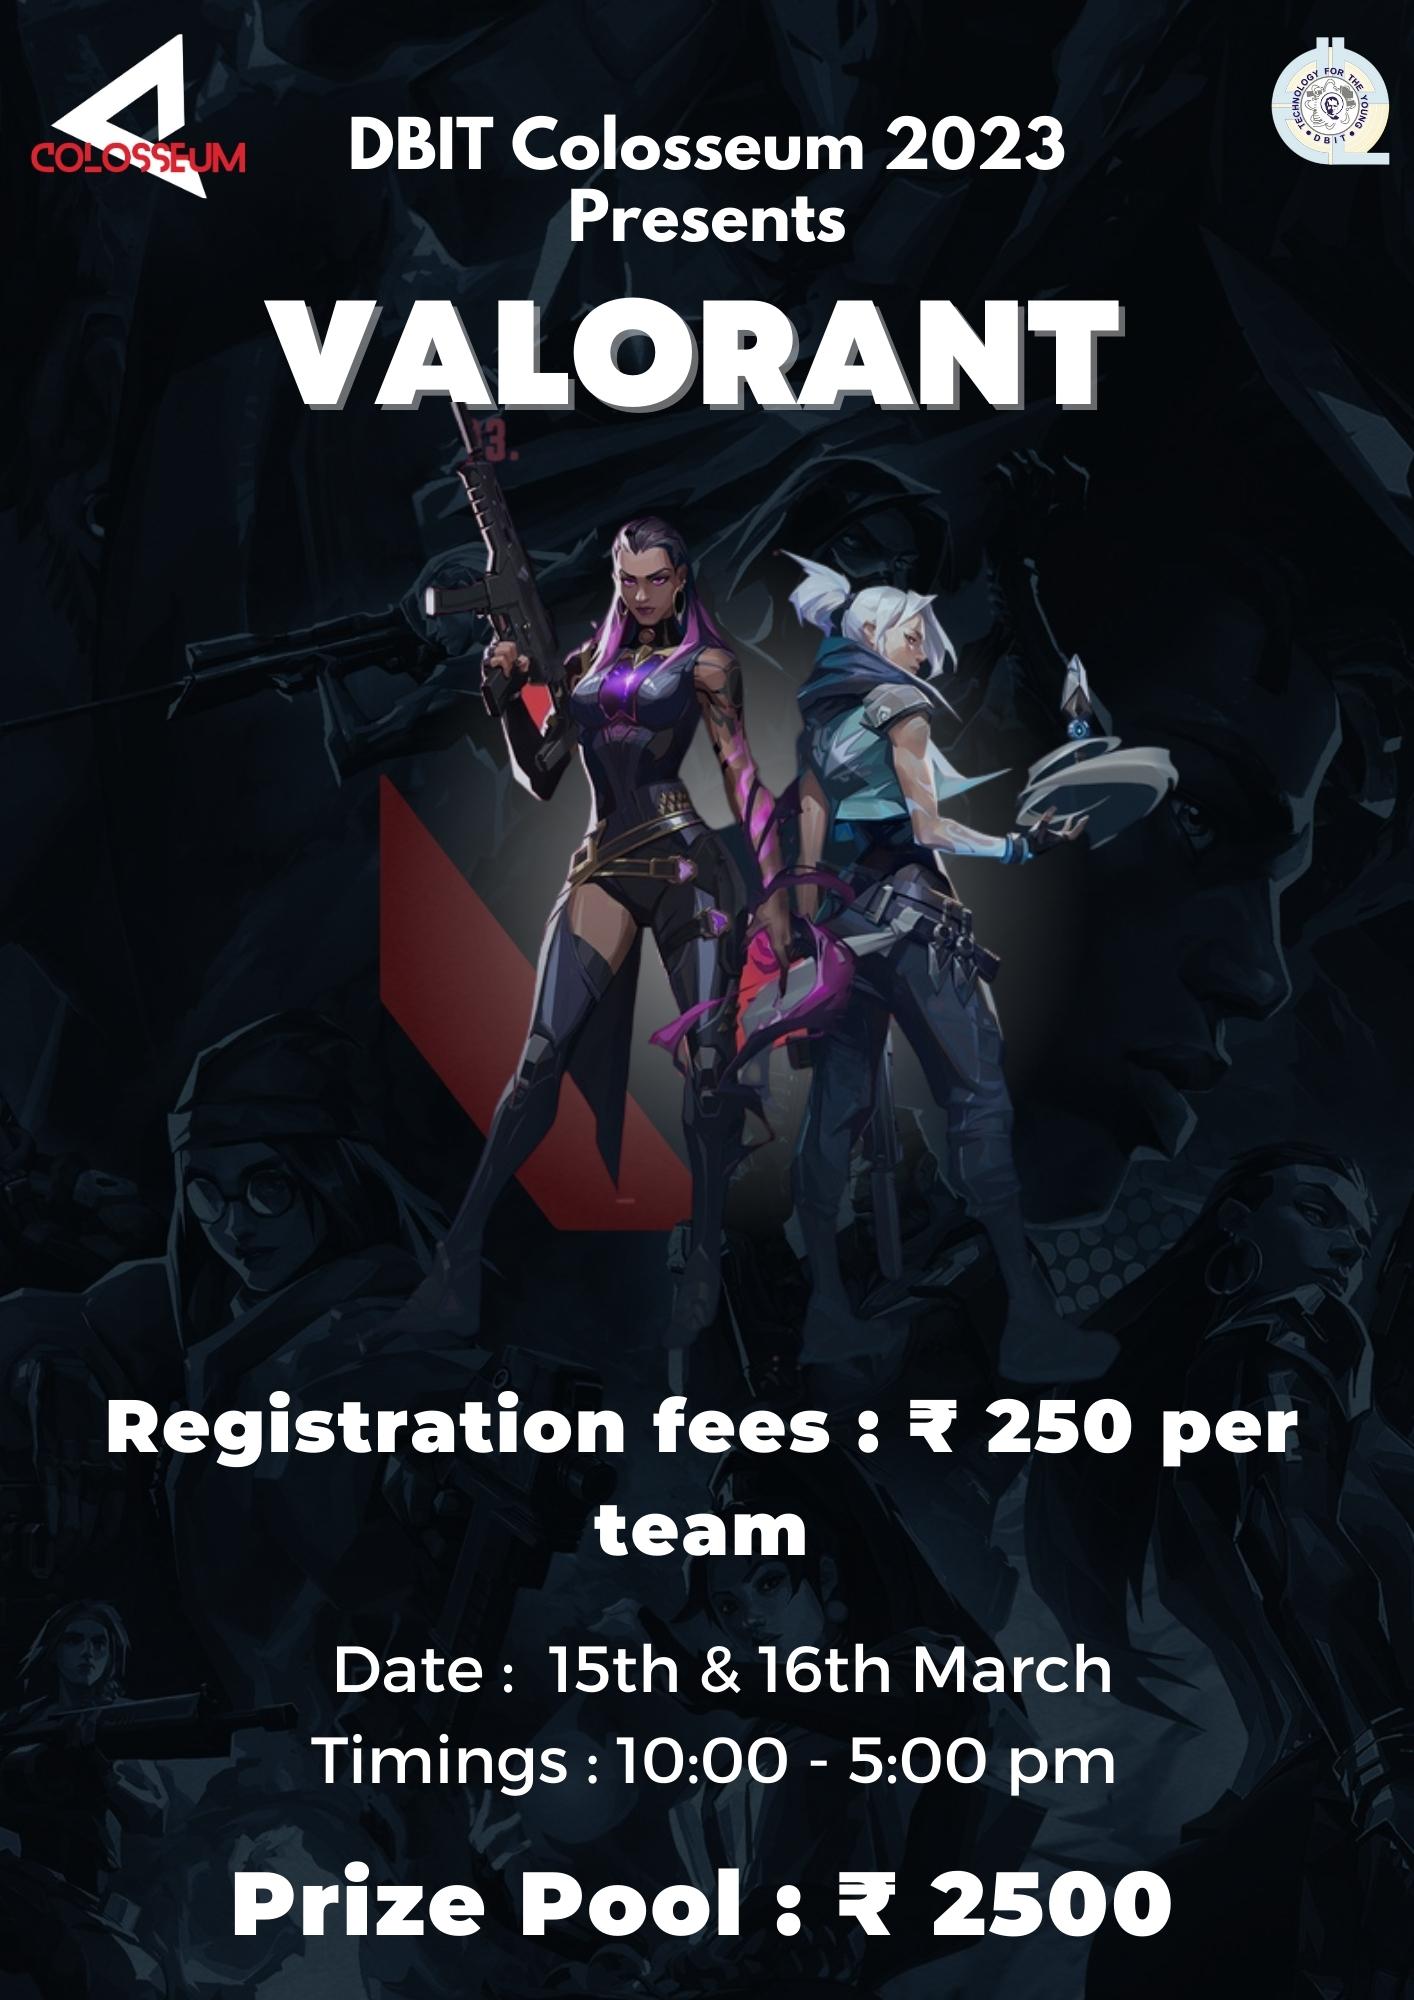 COLOSSEUM
TECHNOLOGY FOR THE YOUNG
• DBIT •
DBIT Colosseum 2023
Presents
VALORANT
3.
Registration fees : ₹ 250 per
team
Date :  15th & 16th March
Timings : 10:00 - 5:00 pm
Prize Pool : ₹ 2500